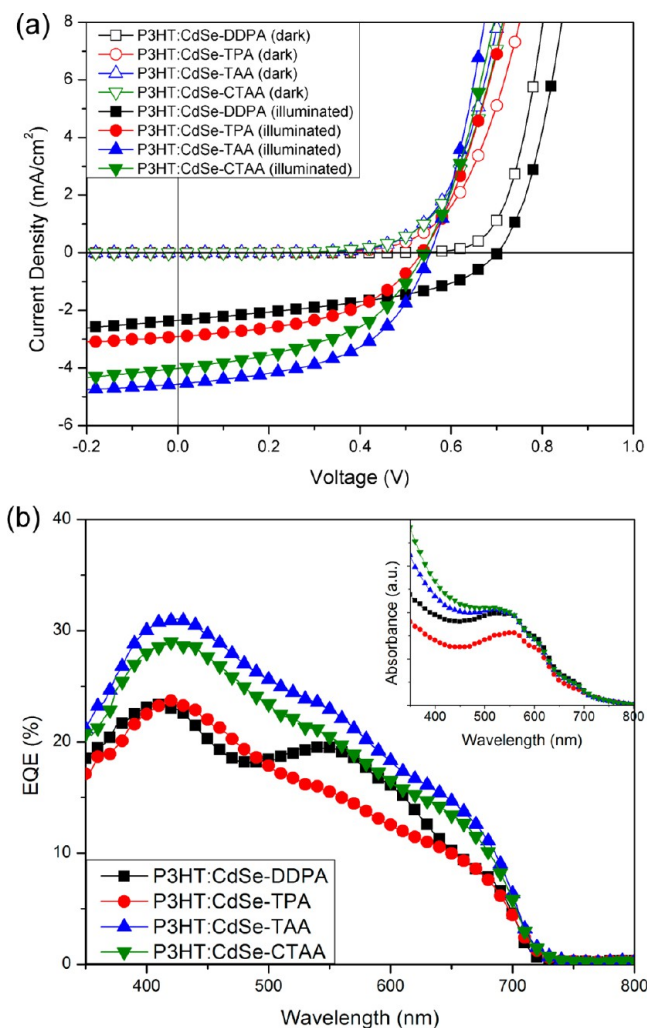 (a)
P3HT:CdSe-DDPA (dark)
P3HT:CdSe-TPA (dark)
P3HT:CdSe-TAA (dark)
P3HT:CdSe-CTAA (dark)
P3HT:CdSe-DDPA (illuminated)
P3HT:CdSe-TPA (illuminated)
P3HT:CdSe-TAA (illuminated)
P3HT:CdSe-CTAA (illuminated)
Current Density (mA/cm²)
8
6
4
2
0
-2
-4
-6
-0.2 0.0 0.2 0.4 0.6 0.8 1.0
Voltage (V)
(b)
EQE (%)
40
30
20
10
0
Absorbance (a.u.)
400 500 600 700 800
Wavelength (nm)
P3HT:CdSe-DDPA
P3HT:CdSe-TPA
P3HT:CdSe-TAA
P3HT:CdSe-CTAA
400 500 600 700 800
Wavelength (nm)